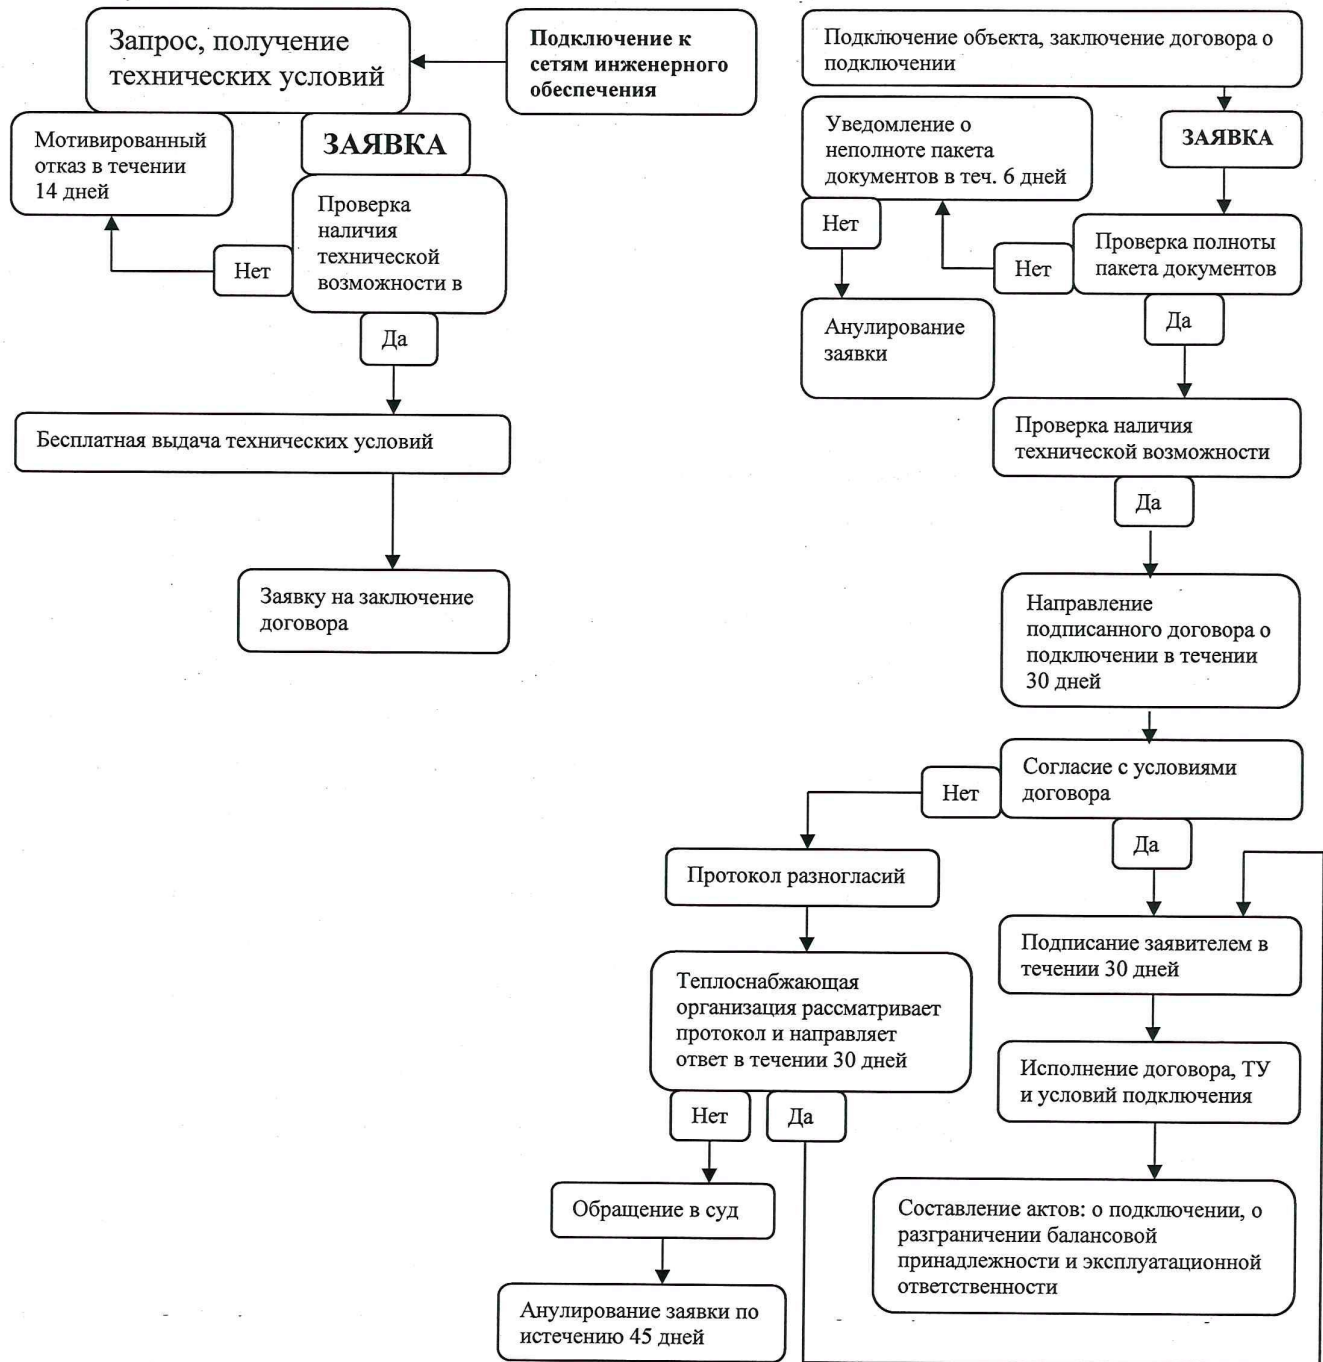 Запрос, получение
технических условий
Подключение к
сетям инженерного
обеспечения
Мотивированный
отказ в течении
14 дней
ЗАЯВКА
Проверка
наличия
технической
возможности в
Нет
Да
Бесплатная выдача технических условий
Заявку на заключение
договора
Подключение объекта, заключение договора о
подключении
Уведомление о
неполноте пакета
документов в теч. 6 дней
ЗАЯВКА
Нет
Нет
Проверка полноты
пакета документов
Анулирование
заявки
Да
Проверка наличия
технической возможности
Да
Направление
подписанного договора о
подключении в течении
30 дней
Согласие с условиями
договора
Нет
Да
Протокол разногласий
Подписание заявителем в
течении 30 дней
Теплоснабжающая
организация рассматривает
протокол и направляет
ответ в течении 30 дней
Исполнение договора, ТУ
и условий подключения
Нет
Да
Обращение в суд
Составление актов: о подключении, о
разграничении балансовой
принадлежности и эксплуатационной
ответственности
Анулирование заявки по
истечению 45 дней